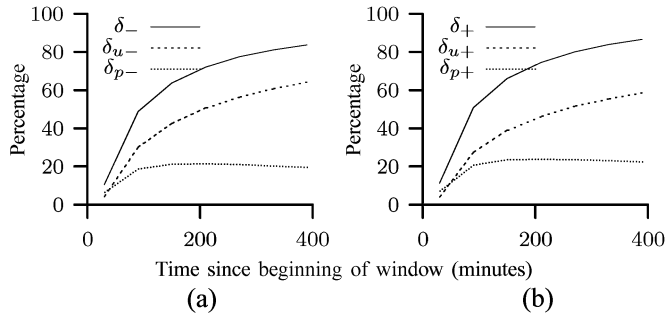 100
80
60
40
20
0
Percentage
δ−
δu−
δp−
0 200 400
100
80
60
40
20
0
Percentage
δ+
δu+
δp+
0 200 400
Time since beginning of window (minutes)
(a) (b)